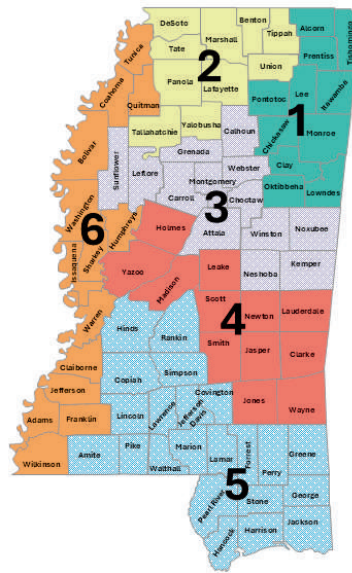 DeSoto
Benton
Alcorn
Tishomingo
Marshall
Tippah
Tate
Prentiss
Tunica
2
Union
Panola
Lafayette
Coahoma
Lee
Itawamba
Pontotoc
1
Quitman
Yalobusha
Tallahatchie
Calhoun
Chickasaw
Monroe
Bolivar
Grenada
Sunflower
Leflore
Webster
Clay
Montgomery
Oktibbeha
Lowndes
Carroll
Choctaw
3
Washington
6
Humphreys
Holmes
Attala
Winston
Noxubee
Sharkey
Issaquena
Yazoo
Leake
Neshoba
Kemper
Madison
Scott
Newton
Lauderdale
4
Warren
Hinds
Rankin
Smith
Jasper
Clarke
Claiborne
Simpson
Copiah
Jefferson
Covington
Jones
Wayne
Adams
Franklin
Lincoln
Lawrence
Jefferson
Davis
Wilkinson
Amite
Pike
Walthall
Marion
Lamar
Forrest
Perry
Greene
5
Pearl River
Stone
George
Hancock
Harrison
Jackson